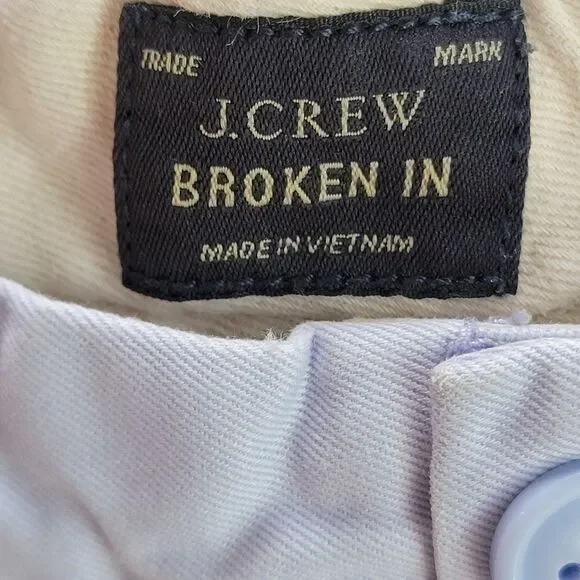 TRADE MARK
J.CREW
BROKEN IN
MADE IN VIETNAM